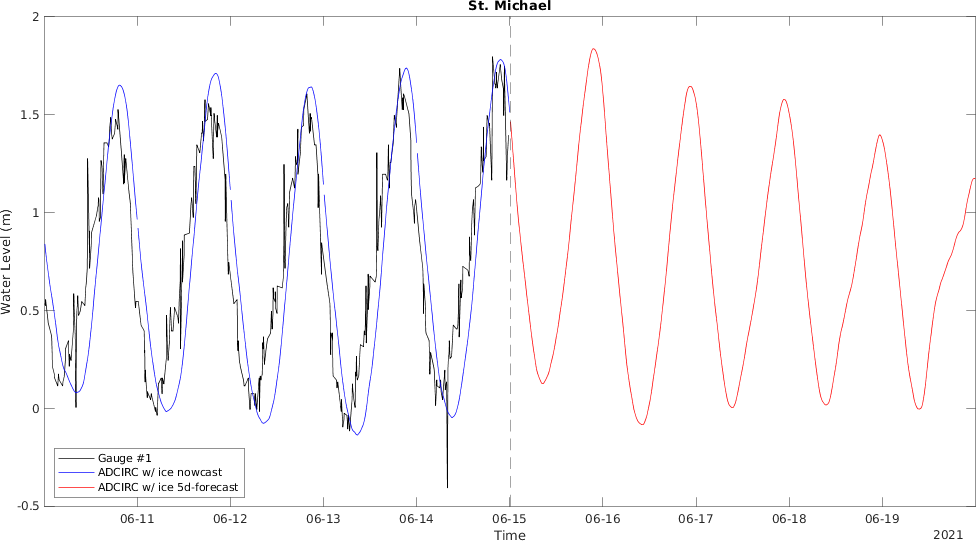 St. Michael
Water Level (m)
2
1.5
1
0.5
0
-0.5
Gauge #1
ADCIRC w/ ice nowcast
ADCIRC w/ ice 5d-forecast
06-11 06-12 06-13 06-14 06-15 06-16 06-17 06-18 06-19
Time
2021